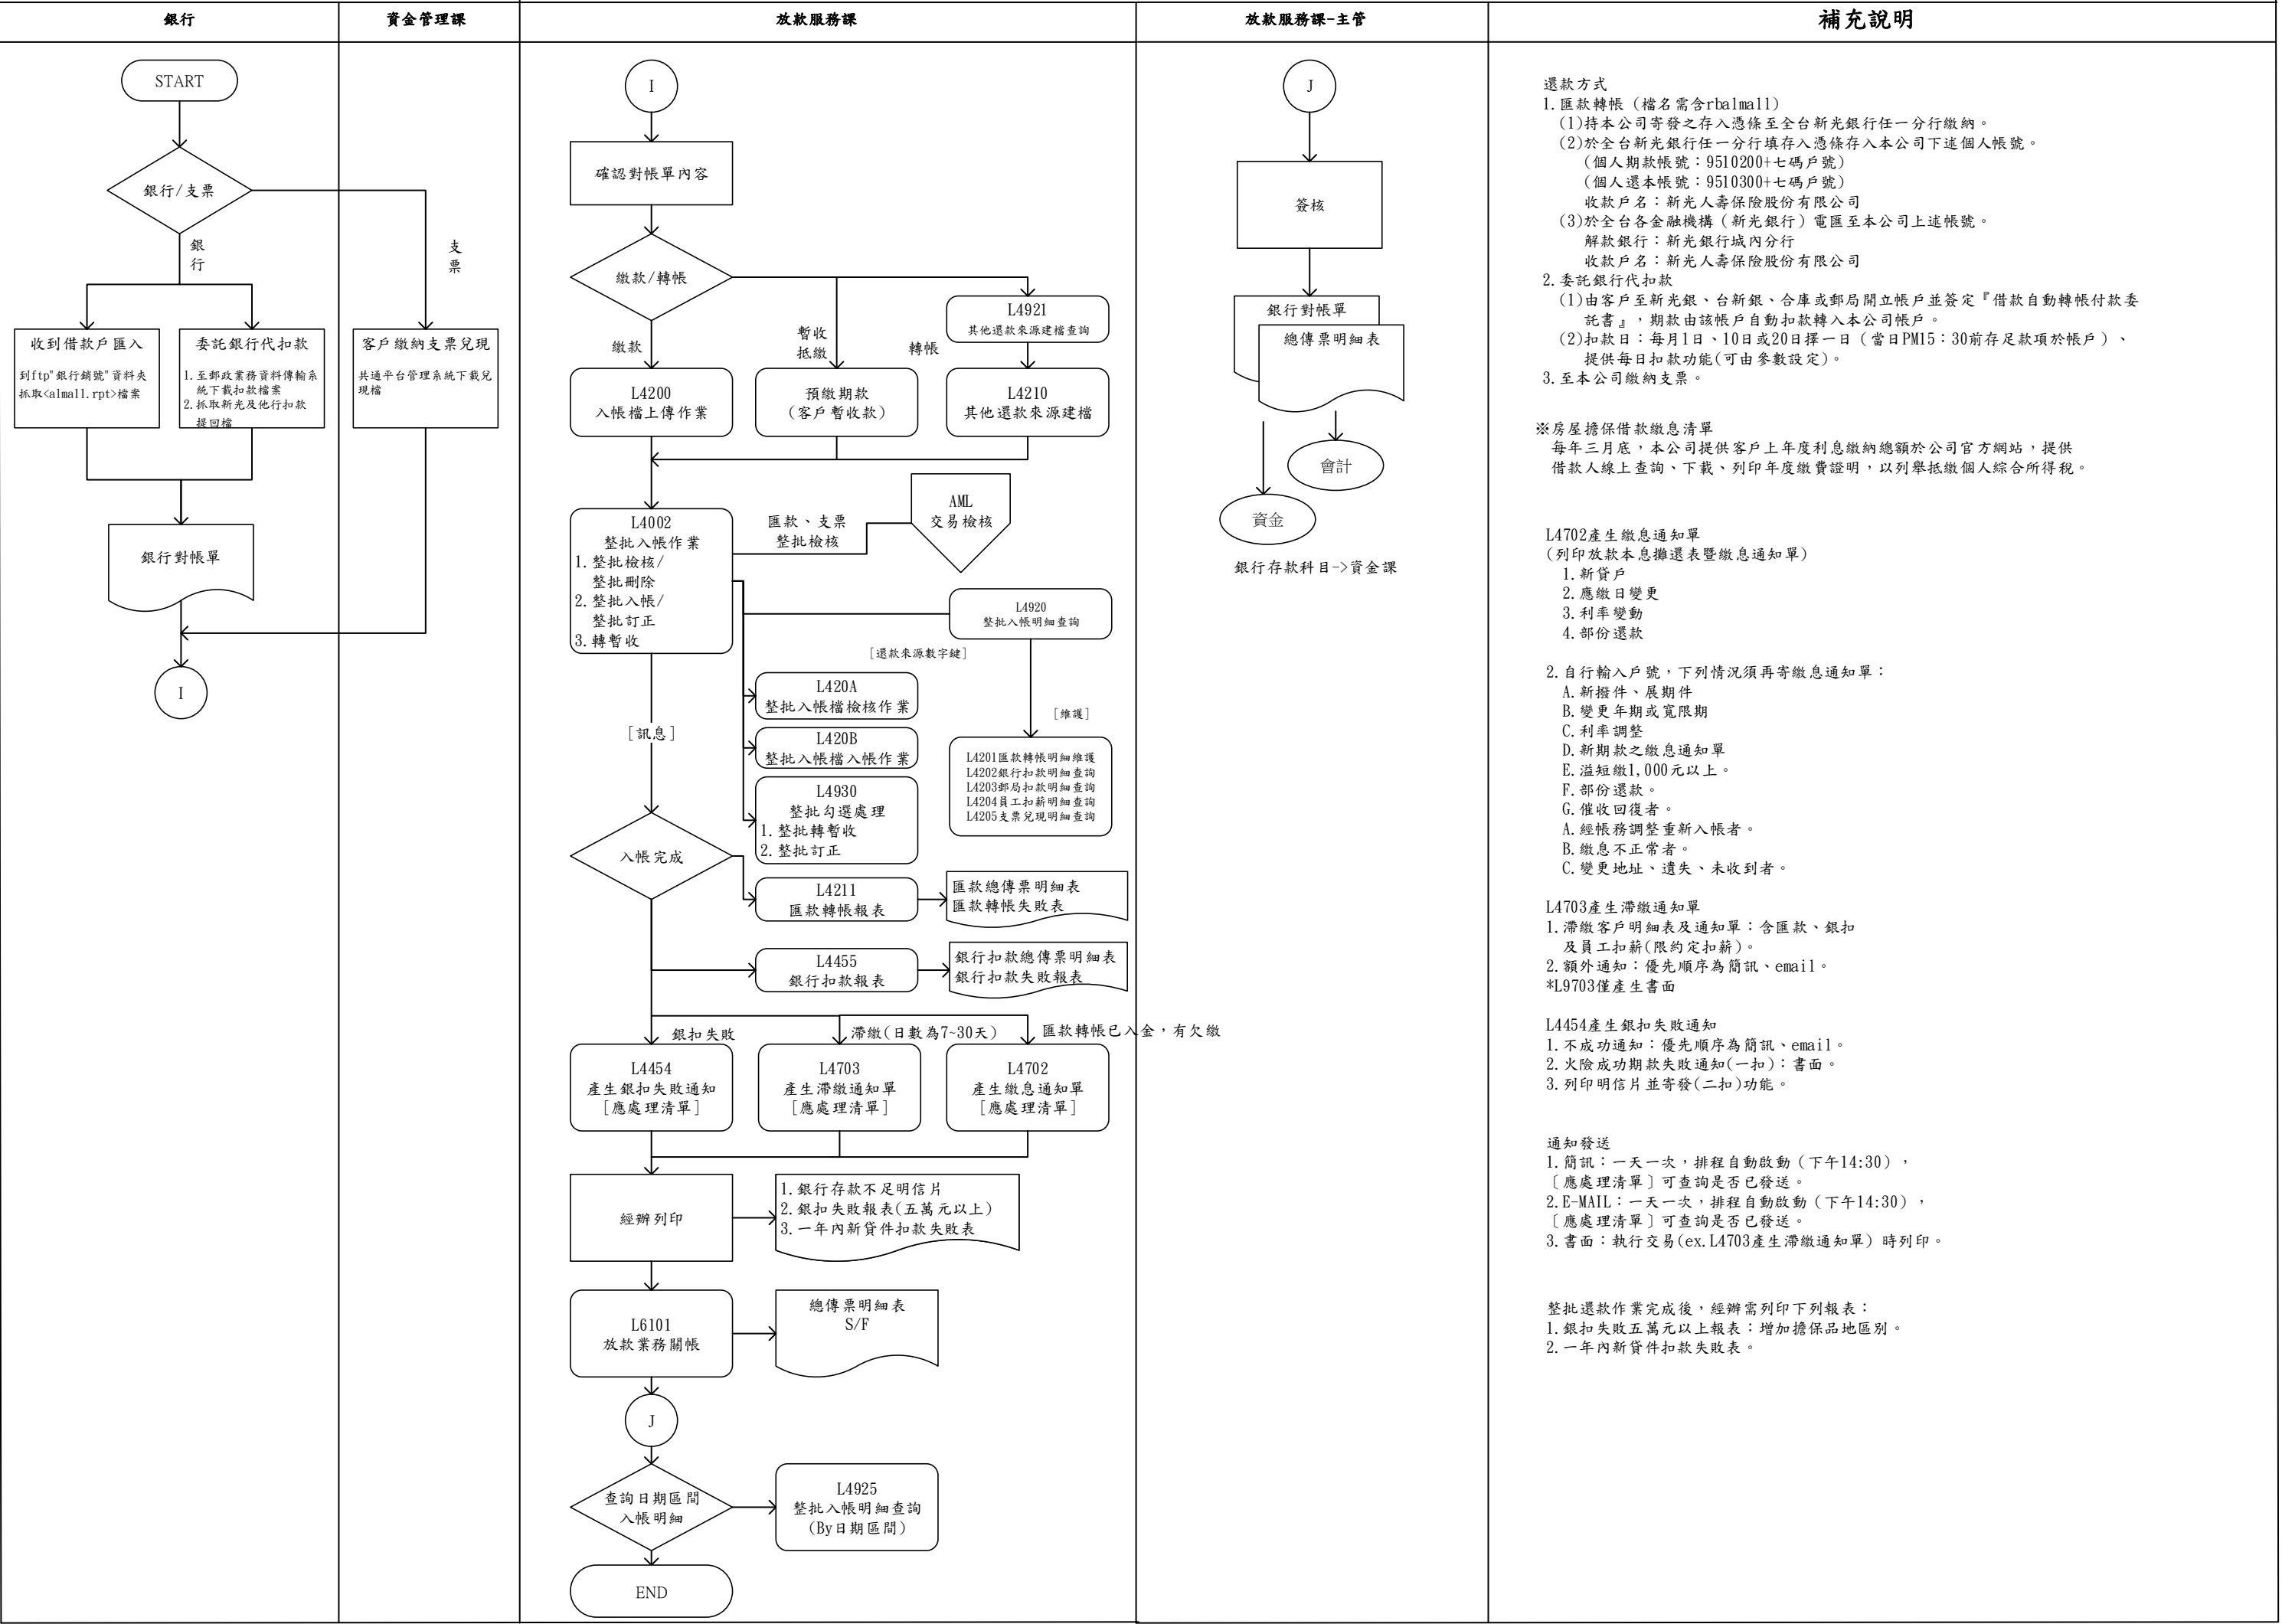 銀行
資金管理課
放款服務課
放款服務課-主管
補充說明
START
銀行/支票
銀
行
支
票
收到借款戶匯入
到ftp"銀行銷號"資料夾
抓取<almall.rpt>檔案
委託銀行代扣款
1.至郵政業務資料傳輸系
統下載扣款檔案
2.抓取新光及他行扣款
提回檔
客戶繳納支票兌現
共通平台管理系統下載兌
現檔
銀行對帳單
I
I
確認對帳單內容
繳款/轉帳
繳款
暫收
抵繳
轉帳
L4921
其他還款來源建檔查詢
L4200
入帳檔上傳作業
預繳期款
(客戶暫收款)
L4210
其他還款來源建檔
L4002
整批入帳作業
1.整批檢核/
整批刪除
2.整批入帳/
整批訂正
3.轉暫收
匯款、支票
整批檢核
AML
交易檢核
L4920
整批入帳明細查詢
[還款來源數字鍵]
L420A
整批入帳檔檢核作業
[維護]
[訊息]
L420B
整批入帳檔入帳作業
L4201匯款轉帳明細維護
L4202銀行扣款明細查詢
L4203郵局扣款明細查詢
L4204員工扣薪明細查詢
L4205支票兌現明細查詢
L4930
整批勾選處理
1.整批轉暫收
2.整批訂正
入帳完成
L4211
匯款轉帳報表
匯款總傳票明細表
匯款轉帳失敗表
L4455
銀行扣款報表
銀行扣款總傳票明細表
銀行扣款失敗報表
銀扣失敗
滯繳(日數為7~30天)
匯款轉帳已入金，有欠繳
L4454
產生銀扣失敗通知
[應處理清單]
L4703
產生滯繳通知單
[應處理清單]
L4702
產生繳息通知單
[應處理清單]
經辦列印
1.銀行存款不足明信片
2.銀扣失敗報表(五萬元以上)
3.一年內新貸件扣款失敗表
L6101
放款業務關帳
總傳票明細表
S/F
J
查詢日期區間
入帳明細
L4925
整批入帳明細查詢
(By日期區間)
END
J
簽核
銀行對帳單
總傳票明細表
會計
資金
銀行存款科目->資金課
還款方式
1.匯款轉帳（檔名需含rbalmall）
(1)持本公司寄發之存入憑條至全台新光銀行任一分行繳納。
(2)於全台新光銀行任一分行填存入憑條存入本公司下述個人帳號。
(個人期款帳號：9510200+七碼戶號)
(個人還本帳號：9510300+七碼戶號)
收款戶名：新光人壽保險股份有限公司
(3)於全台各金融機構（新光銀行）電匯至本公司上述帳號。
解款銀行：新光銀行城內分行
收款戶名：新光人壽保險股份有限公司
2.委託銀行代扣款
(1)由客戶至新光銀、台新銀、合庫或郵局開立帳戶並簽定『借款自動轉帳付款委
託書』，期款由該帳戶自動扣款轉入本公司帳戶。
(2)扣款日：每月1日、10日或20日擇一日（當日PM15：30前存足款項於帳戶）、
提供每日扣款功能(可由參數設定)。
3.至本公司繳納支票。
※房屋擔保借款繳息清單
每年三月底，本公司提供客戶上年度利息繳納總額於公司官方網站，提供
借款人線上查詢、下載、列印年度繳費證明，以列舉抵繳個人綜合所得稅。
L4702產生繳息通知單
(列印放款本息攤還表暨繳息通知單)
1.新貸戶
2.應繳日變更
3.利率變動
4.部份還款
2.自行輸入戶號，下列情況須再寄繳息通知單：
A.新撥件、展期件
B.變更年期或寬限期
C.利率調整
D.新期款之繳息通知單
E.溢短繳1,000元以上。
F.部份還款。
G.催收回復者。
A.經帳務調整重新入帳者。
B.繳息不正常者。
C.變更地址、遺失、未收到者。
L4703產生滯繳通知單
1.滯繳客戶明細表及通知單：含匯款、銀扣
及員工扣薪(限約定扣薪)。
2.額外通知：優先順序為簡訊、email。
*L9703僅產生書面
L4454產生銀扣失敗通知
1.不成功通知：優先順序為簡訊、email。
2.火險成功期款失敗通知(一扣)：書面。
3.列印明信片並寄發(二扣)功能。
通知發送
1.簡訊：一天一次，排程自動啟動（下午14:30），
〔應處理清單〕可查詢是否已發送。
2.E-MAIL：一天一次，排程自動啟動（下午14:30），
〔應處理清單〕可查詢是否已發送。
3.書面：執行交易(ex.L4703產生滯繳通知單）時列印。
整批還款作業完成後，經辦需列印下列報表：
1.銀扣失敗五萬元以上報表：增加擔保品地區別。
2.一年內新貸件扣款失敗表。